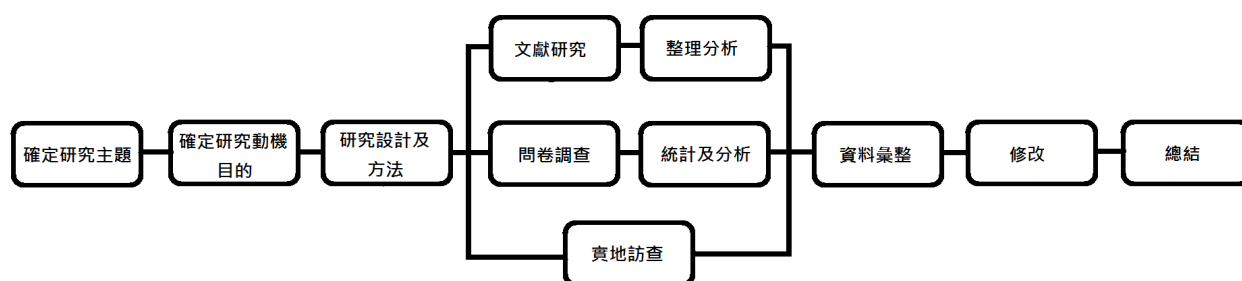 確定研究主題
確定研究動機
目的
研究設計及
方法
文獻研究
整理分析
問卷調查
統計及分析
實地訪查
資料彙整
修改
總結